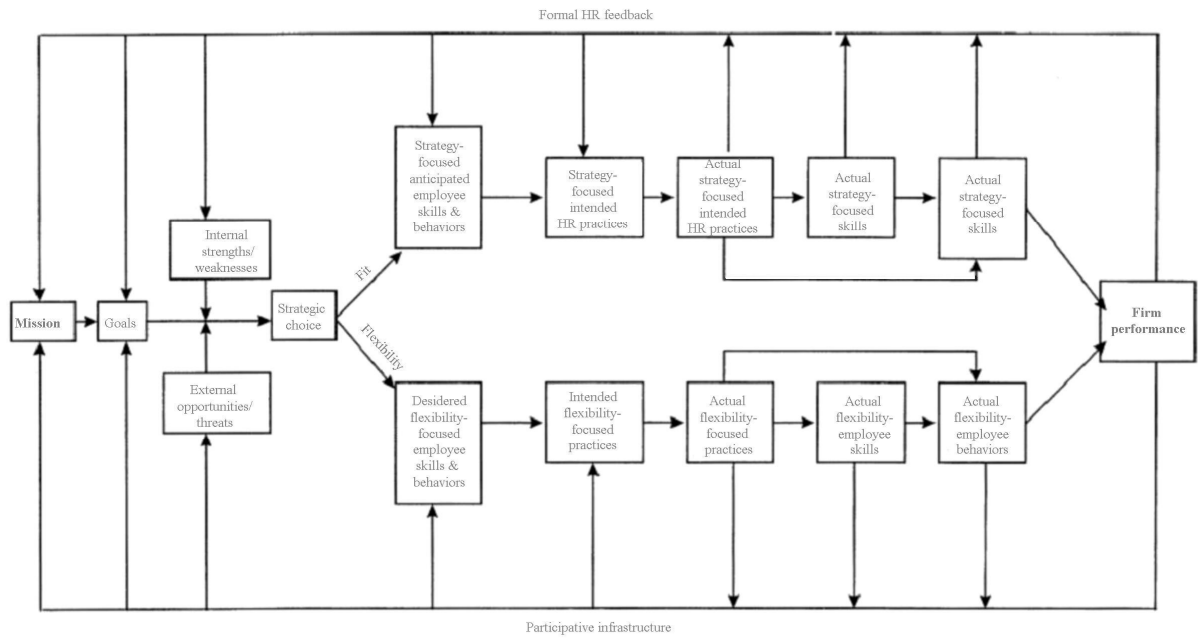 Formal HR feedback
Strategy-
focused
anticipated
employee
skills &
behaviors
Strategy-
focused
intended
HR practices
Actual
strategy-
focused
intended
HR practices
Actual
strategy-
focused
skills
Actual
strategy-
focused
skills
Internal
strengths/
weaknesses
Fit
Mission
Goals
Strategic
choice
Firm
performance
Flexibility
External
opportunities/
threats
Desidered
flexibility-
focused
employee
skills &
behaviors
Intended
flexibility-
focused
practices
Actual
flexibility-
focused
practices
Actual
flexibility-
employee
skills
Actual
flexibility-
employee
behaviors
Participative infrastructure